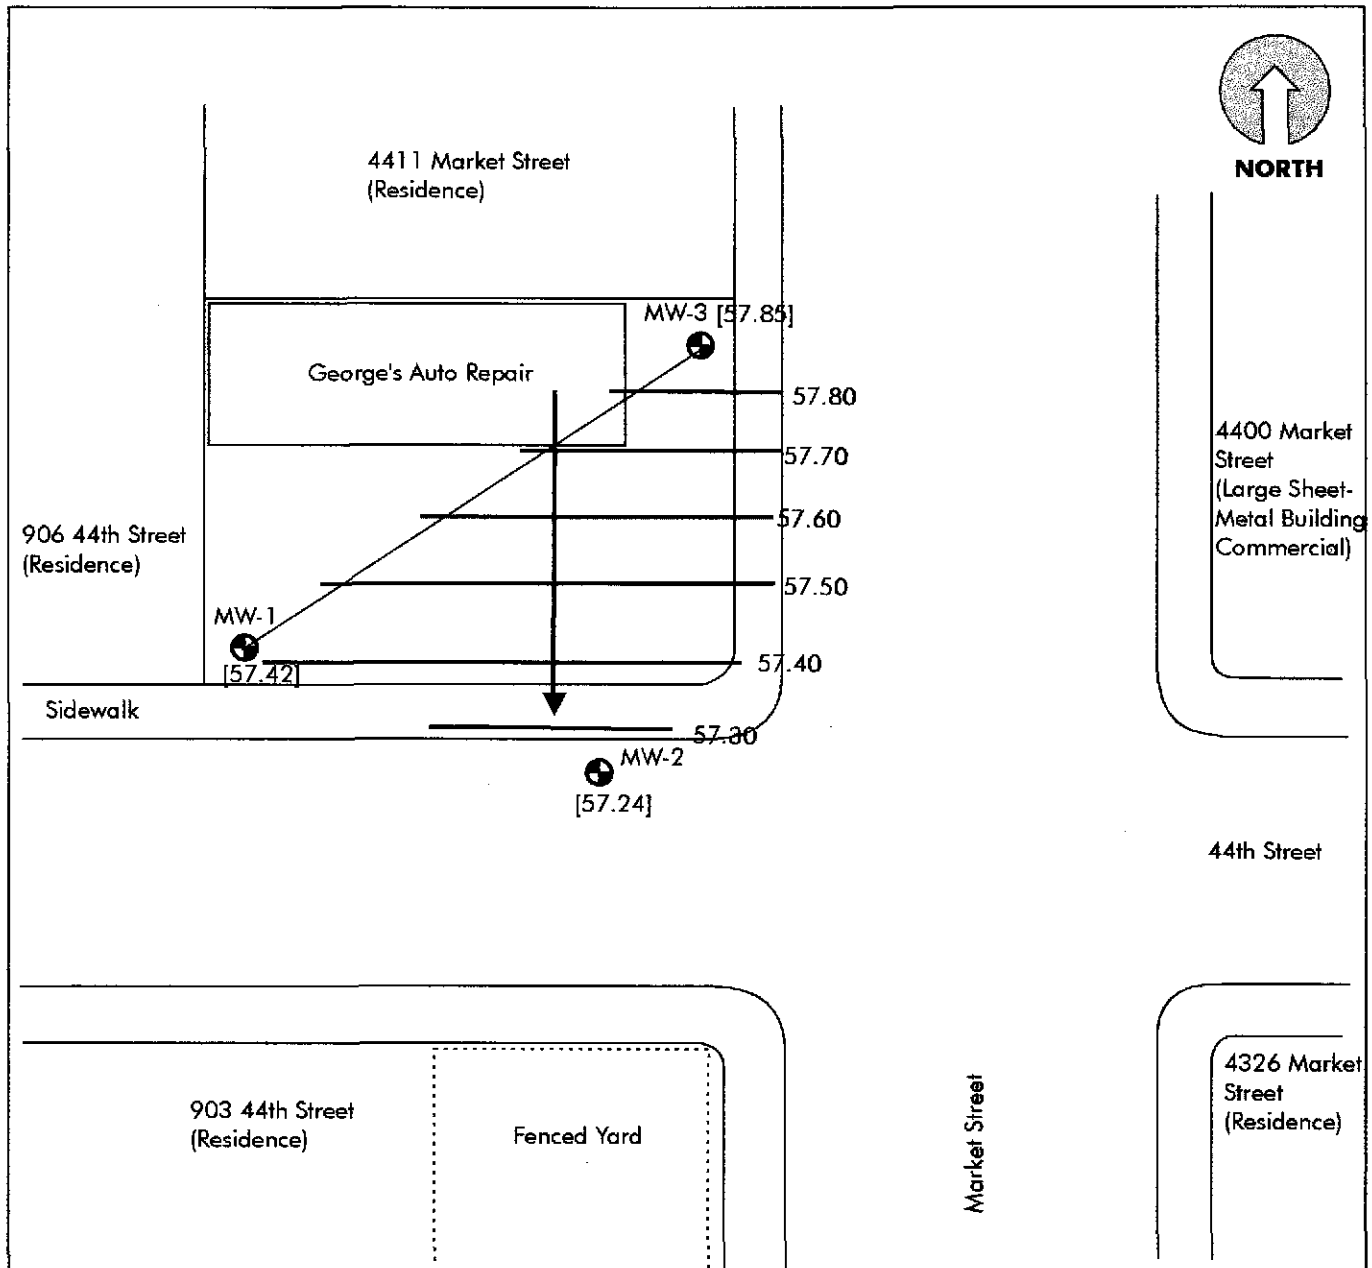 NORTH
4411 Market Street
(Residence)
MW-3 [57.85]
George's Auto Repair
57.80
57.70
57.60
57.50
57.40
57.30
4400 Market
Street
(Large Sheet-
Metal Building
Commercial)
906 44th Street
(Residence)
MW-1
[57.42]
Sidewalk
MW-2
[57.24]
44th Street
903 44th Street
(Residence)
Fenced Yard
Market Street
4326 Market
Street
(Residence)